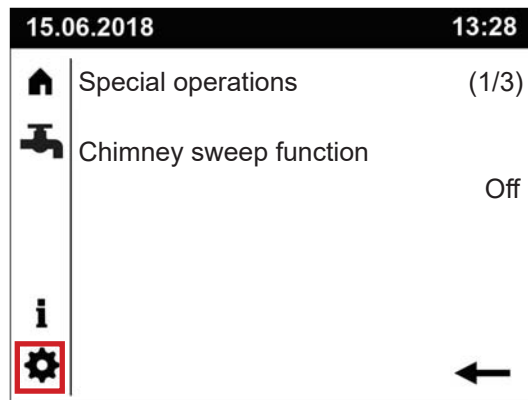 15.06.2018 13:28
Special operations (1/3)
Chimney sweep function
Off